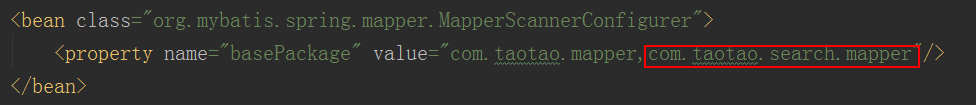 <bean class="org.mybatis.spring.mapper.MapperScannerConfigurer">
<property name="basePackage" value="com.taotao.mapper,com.taotao.search.mapper"/>
</bean>